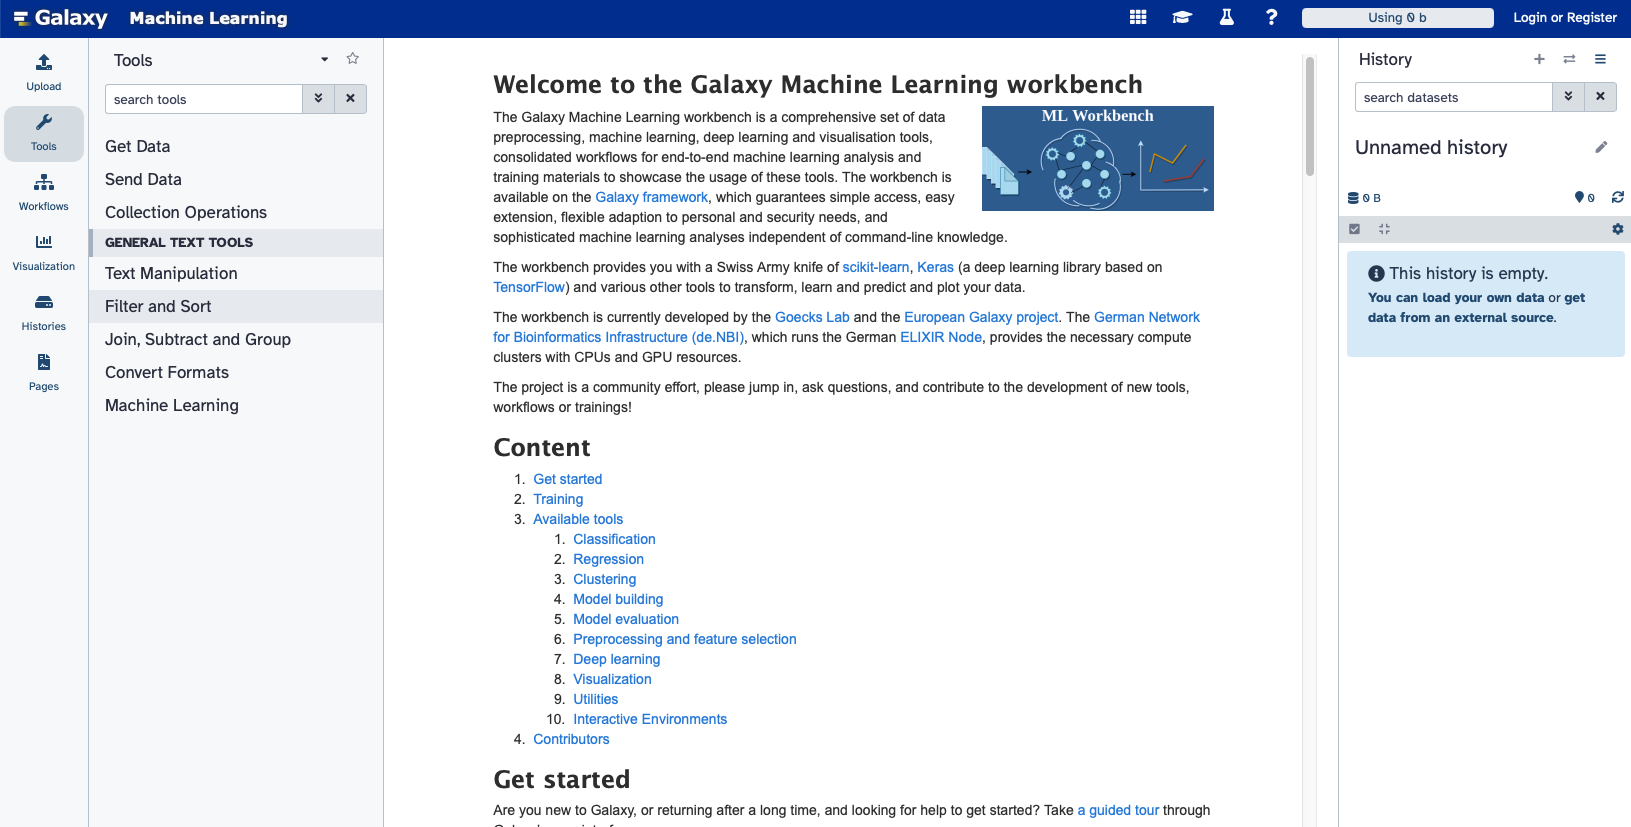 Galaxy Machine Learning
Using 0 b
Login or Register
Upload
Tools
Workflows
Visualization
Histories
Pages
Tools
search tools
Get Data
Send Data
Collection Operations
GENERAL TEXT TOOLS
Text Manipulation
Filter and Sort
Join, Subtract and Group
Convert Formats
Machine Learning
Welcome to the Galaxy Machine Learning workbench
The Galaxy Machine Learning workbench is a comprehensive set of data
preprocessing, machine learning, deep learning and visualisation tools,
consolidated workflows for end-to-end machine learning analysis and
training materials to showcase the usage of these tools. The workbench is
available on the Galaxy framework, which guarantees simple access, easy
extension, flexible adaption to personal and security needs, and
sophisticated machine learning analyses independent of command-line knowledge.
ML Workbench
The workbench provides you with a Swiss Army knife of scikit-learn, Keras (a deep learning library based on
TensorFlow) and various other tools to transform, learn and predict and plot your data.
The workbench is currently developed by the Goecks Lab and the European Galaxy project. The German Network
for Bioinformatics Infrastructure (de.NBI), which runs the German ELIXIR Node, provides the necessary compute
clusters with CPUs and GPU resources.
The project is a community effort, please jump in, ask questions, and contribute to the development of new tools,
workflows or trainings!
Content
1. Get started
2. Training
3. Available tools
1. Classification
2. Regression
3. Clustering
4. Model building
5. Model evaluation
6. Preprocessing and feature selection
7. Deep learning
8. Visualization
9. Utilities
10. Interactive Environments
4. Contributors
Get started
Are you new to Galaxy, or returning after a long time, and looking for help to get started? Take a guided tour through
History
search datasets
Unnamed history
0 B
0
This history is empty.
You can load your own data or get
data from an external source.